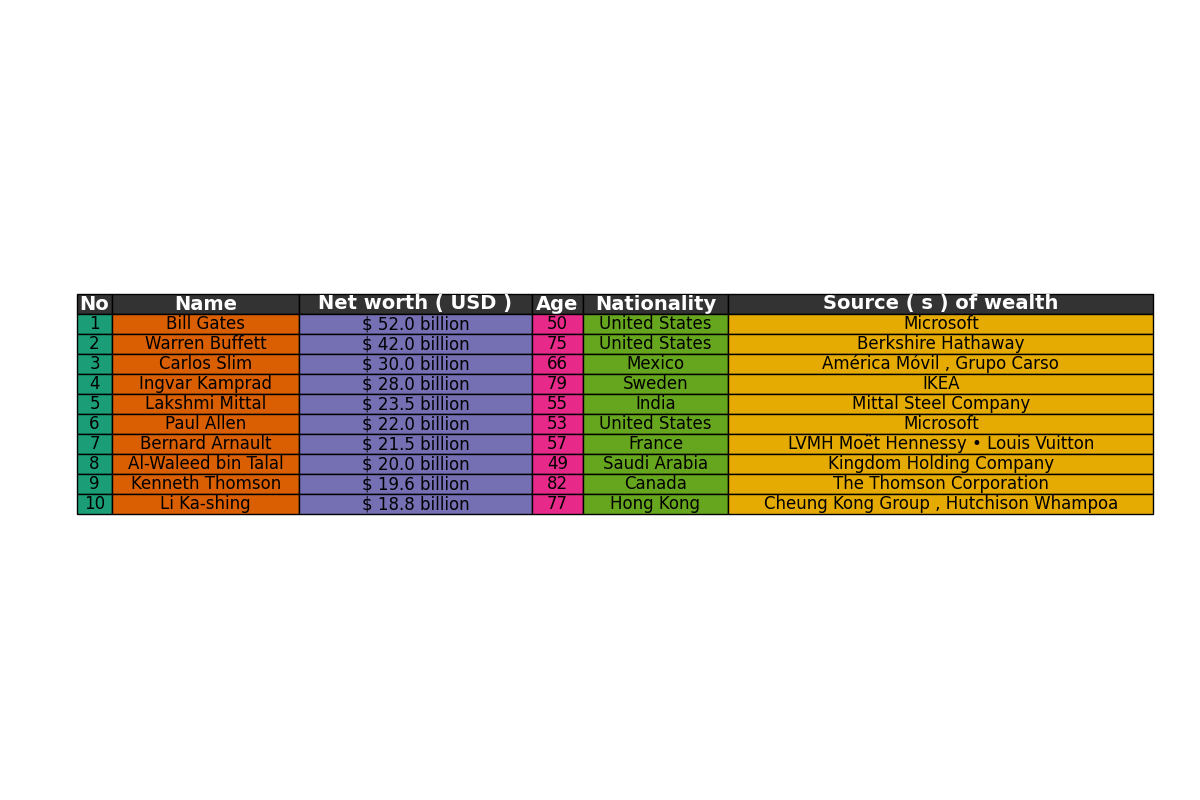 No Name Net worth ( USD ) Age Nationality Source ( s ) of wealth
1 Bill Gates $ 52.0 billion 50 United States Microsoft
2 Warren Buffett $ 42.0 billion 75 United States Berkshire Hathaway
3 Carlos Slim $ 30.0 billion 66 Mexico América Móvil , Grupo Carso
4 Ingvar Kamprad $ 28.0 billion 79 Sweden IKEA
5 Lakshmi Mittal $ 23.5 billion 55 India Mittal Steel Company
6 Paul Allen $ 22.0 billion 53 United States Microsoft
7 Bernard Arnault $ 21.5 billion 57 France LVMH Moët Hennessy • Louis Vuitton
8 Al-Waleed bin Talal $ 20.0 billion 49 Saudi Arabia Kingdom Holding Company
9 Kenneth Thomson $ 19.6 billion 82 Canada The Thomson Corporation
10 Li Ka-shing $ 18.8 billion 77 Hong Kong Cheung Kong Group , Hutchison Whampoa